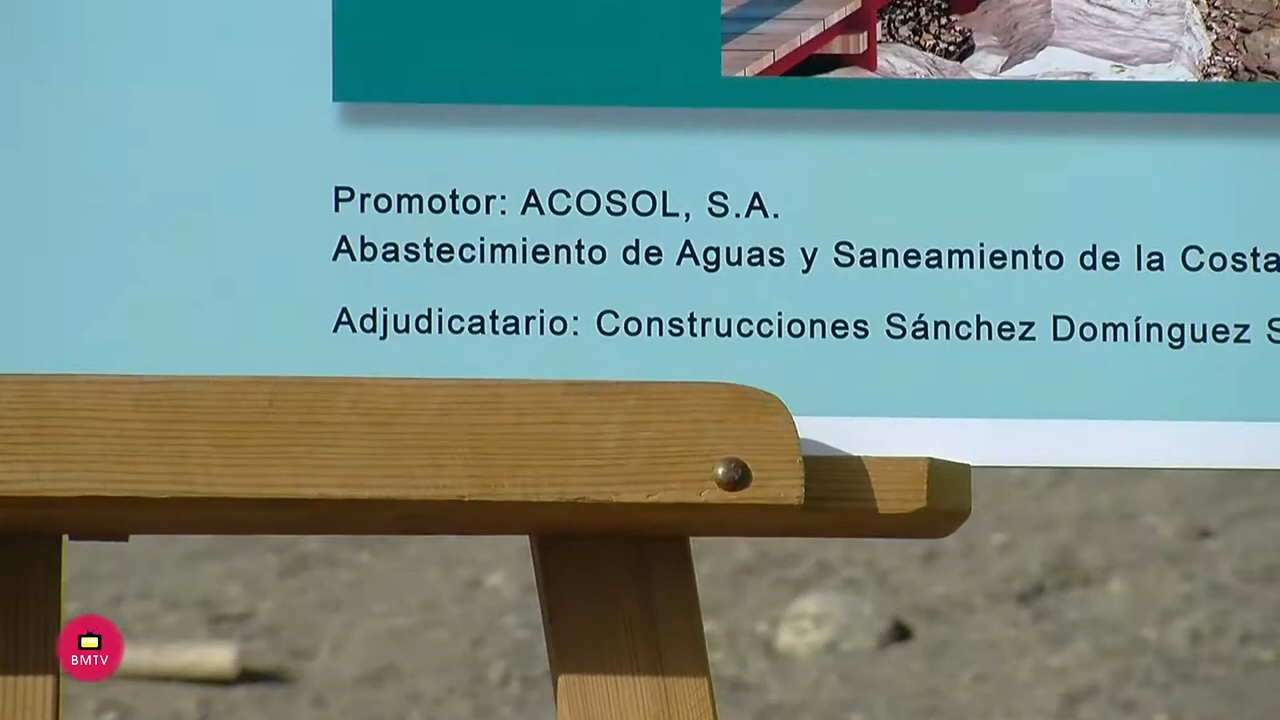 Promotor: ACOSOL, S.A.
Abastecimiento de Aguas y Saneamiento de la Costa
Adjudicatario: Construcciones Sánchez Domínguez S
BMTV